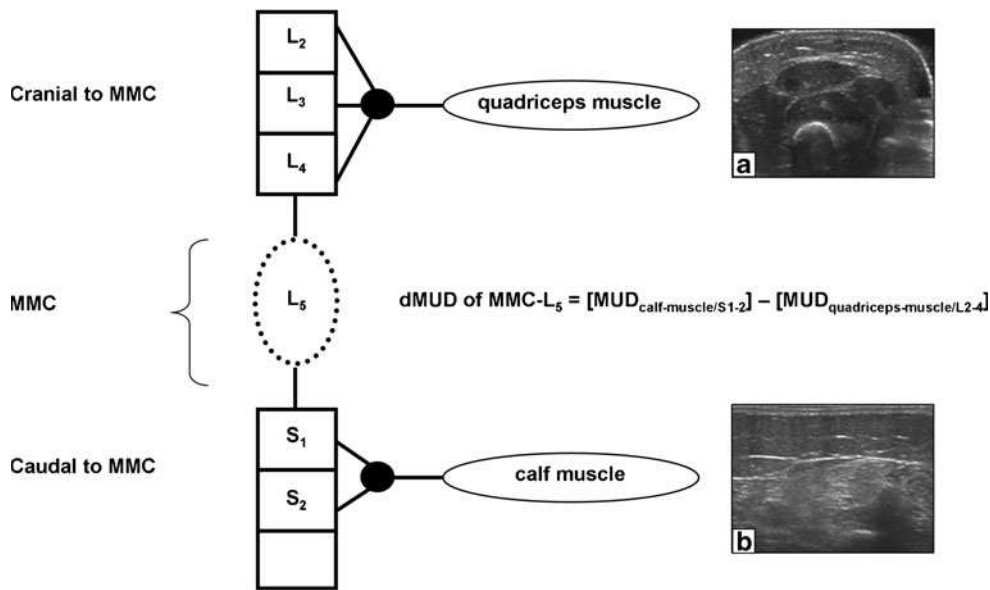 L2
Cranial to MMC
L3
quadriceps muscle
L4
a
MMC
L5
dMUD of MMC-L5 = [MUDcalf-muscle/S1-2] – [MUDquadriceps-muscle/L2-4]
S1
Caudal to MMC
S2
calf muscle
b